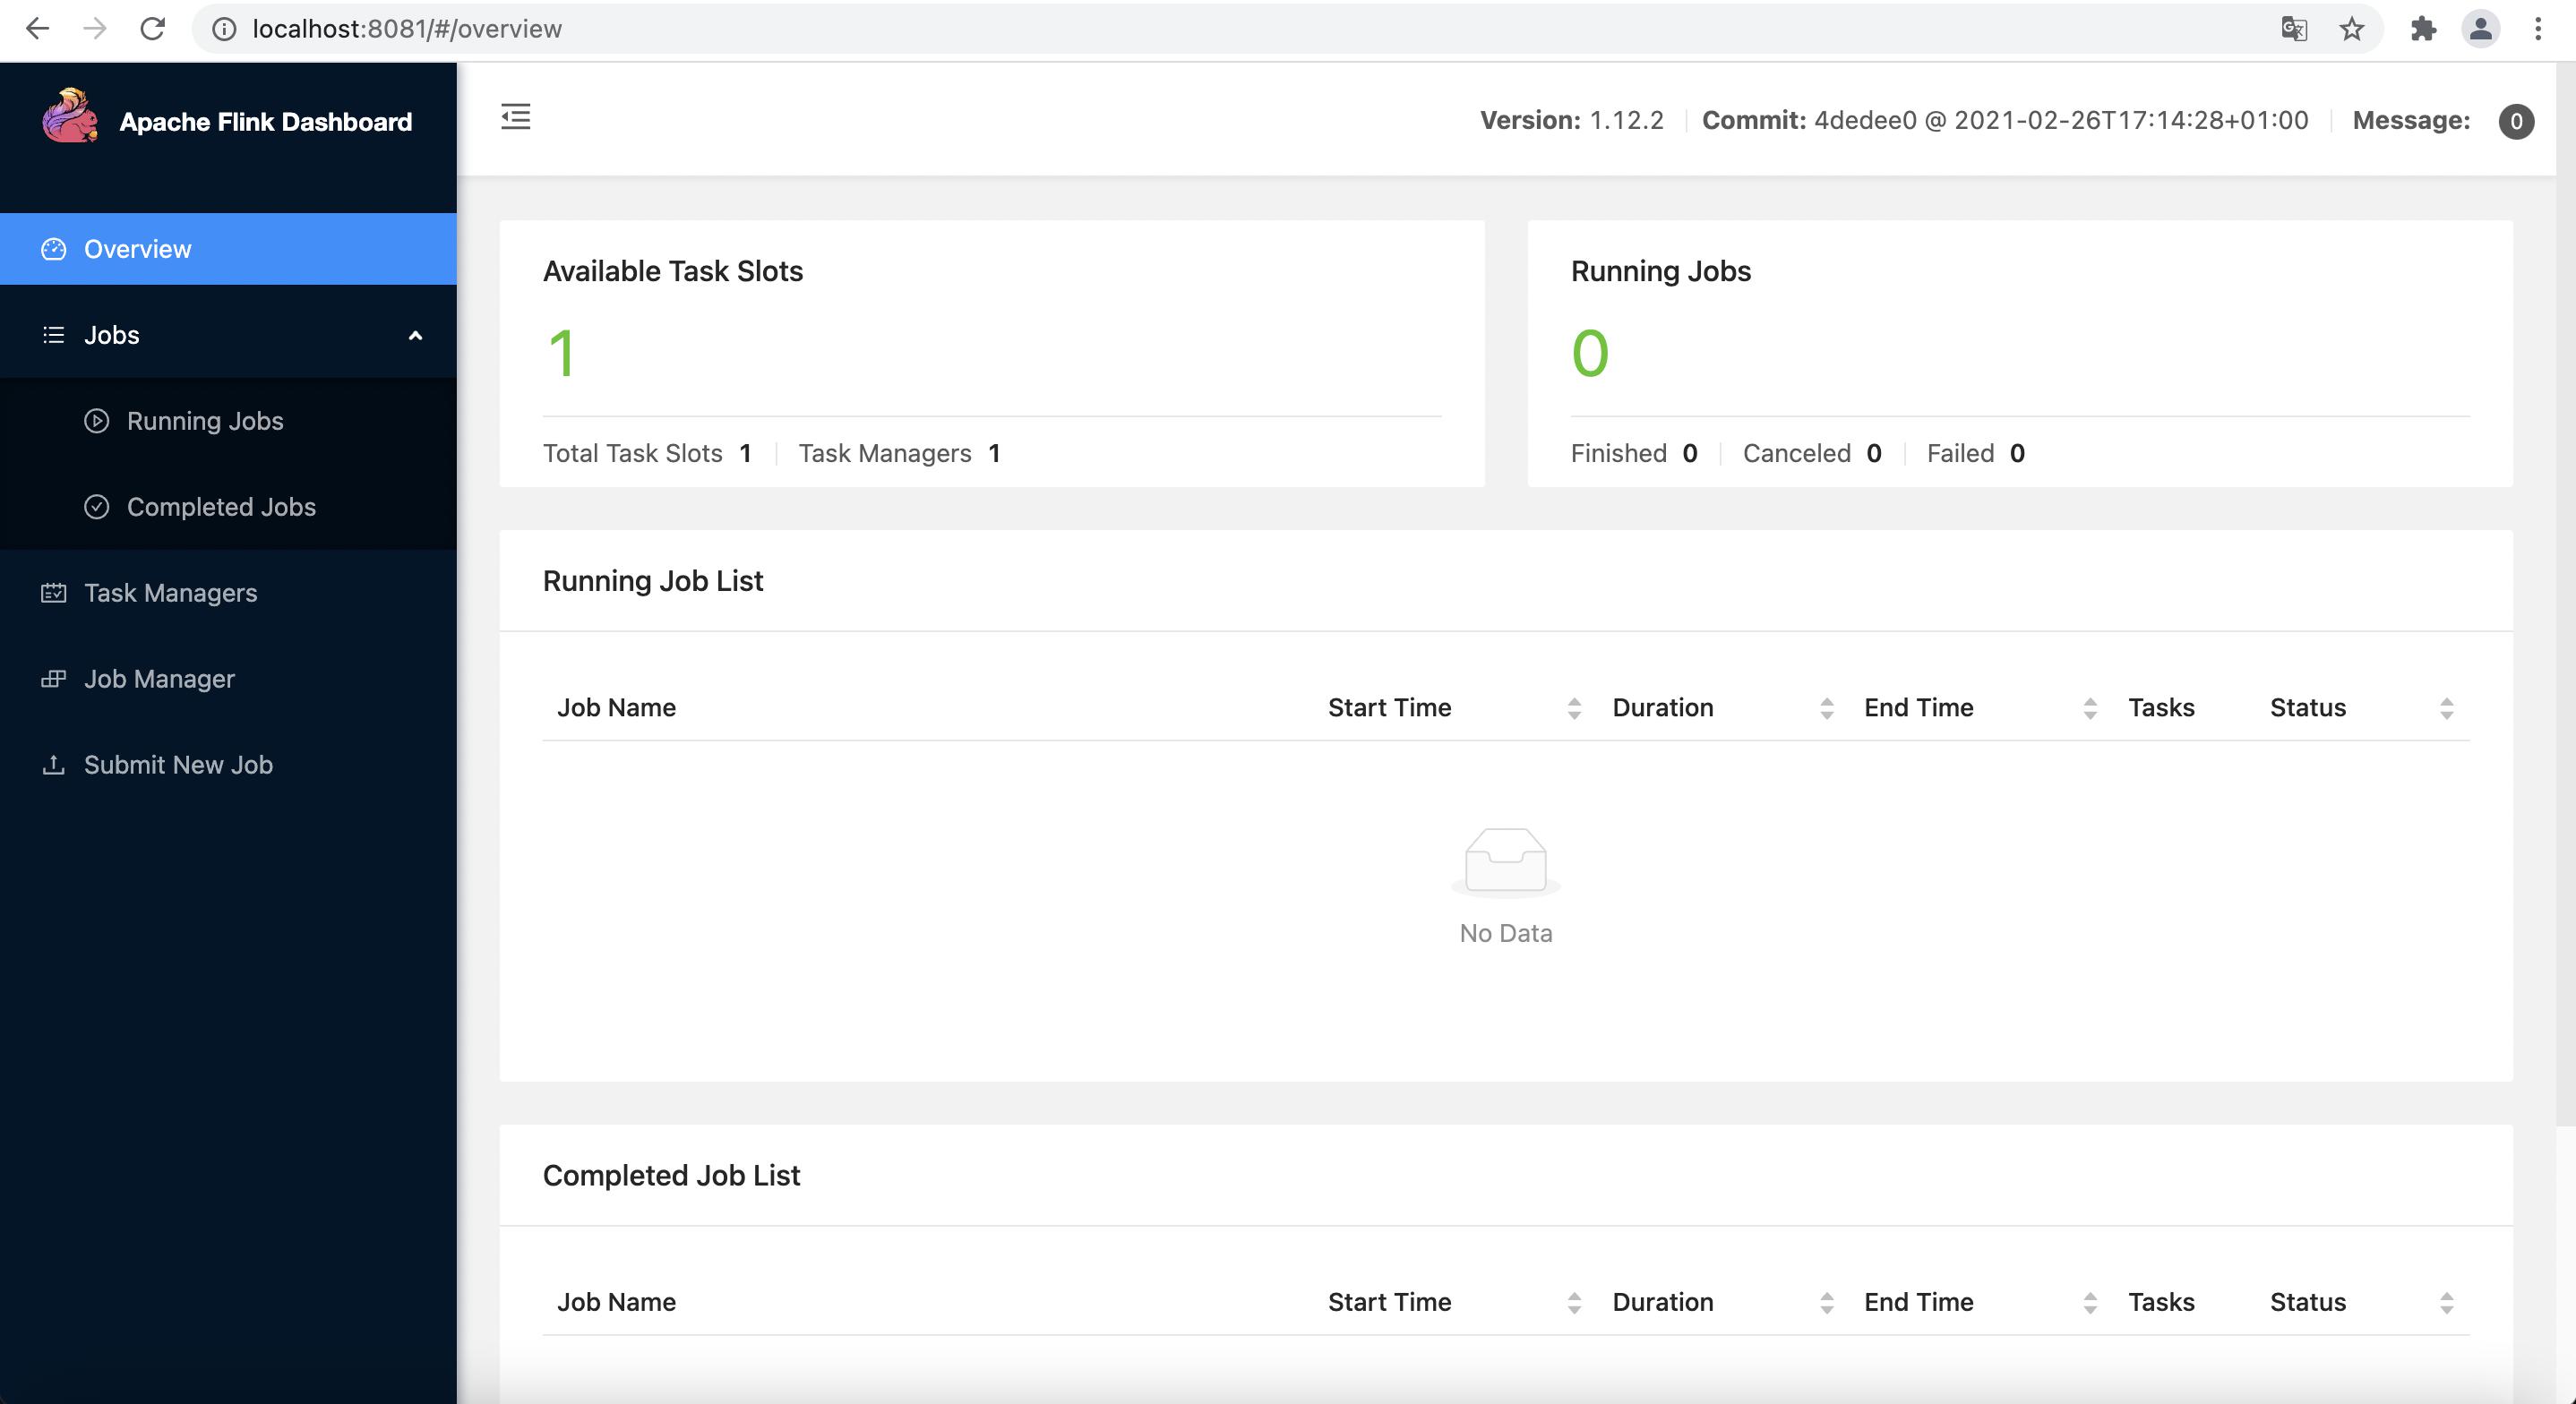 localhost:8081/#/overview
Apache Flink Dashboard
Version: 1.12.2 Commit: 4dedee0 @ 2021-02-26T17:14:28+01:00 Message: 0
Overview
Jobs
Running Jobs
Completed Jobs
Task Managers
Job Manager
Submit New Job
Available Task Slots
1
Total Task Slots 1 Task Managers 1
Running Jobs
0
Finished 0 Canceled 0 Failed 0
Running Job List
Job Name Start Time Duration End Time Tasks Status
No Data
Completed Job List
Job Name Start Time Duration End Time Tasks Status